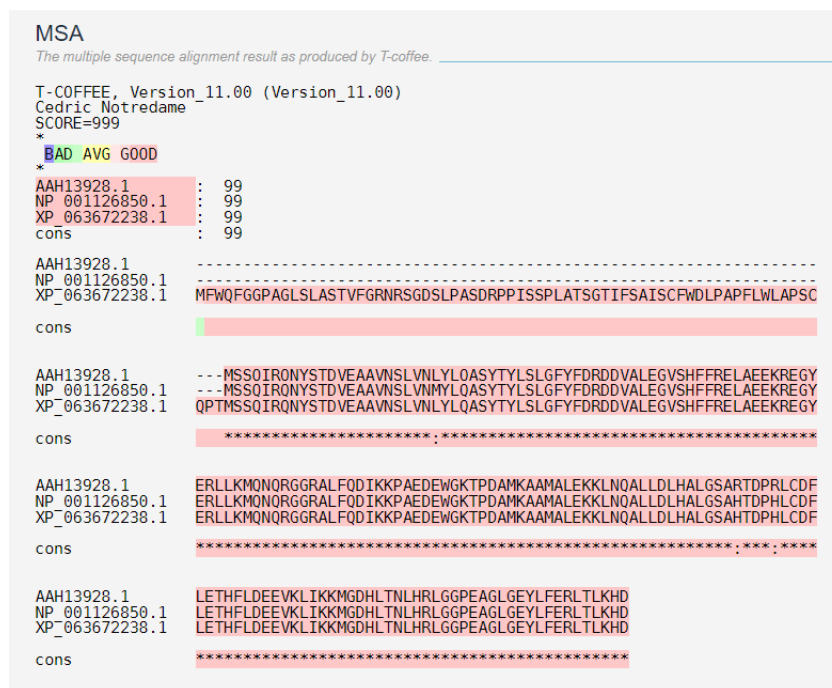 MSA
The multiple sequence alignment result as produced by T-coffee.
T-COFFEE, Version_11.00 (Version_11.00)
Cedric Notredame
SCORE=999
*
BAD AVG GOOD
*
AAH13928.1 : 99
NP_001126850.1 : 99
XP_063672238.1 : 99
cons : 99
AAH13928.1 ------------------------------------------------------------------
NP_001126850.1 ------------------------------------------------------------------
XP_063672238.1 MFWQFGGPAGLSLASTVFGRNRSGDSLPASDRPPISSPLATSGTIFSAISCFWDLPAPFLWLAPSC
cons
AAH13928.1 ---MSSQIRQNYSTDVEAAVNSLVNLYLQASYTYLSLGFYFDRDDVALEGVSHFFRELAEEKREGY
NP_001126850.1 ---MSSQIRQNYSTDVEAAVNSLVNMYLQASYTYLSLGFYFDRDDVALEGVSHFFRELAEEKREGY
XP_063672238.1 QPTMSSQIRQNYSTDVEAAVNSLVNLYLQASYTYLSLGFYFDRDDVALEGVSHFFRELAEEKREGY
cons **********************:****************************************
AAH13928.1 ERLLKMQNQRGGRALFQDIKKPAEDEWGKTPDAMKAAMALEKKLNQALLDLHALGSARTDPRLCDF
NP_001126850.1 ERLLKMQNQRGGRALFQDIKKPAEDEWGKTPDAMKAAMALEKKLNQALLDLHALGSAHTDPHLCDF
XP_063672238.1 ERLLKMQNQRGGRALFQDIKKPAEDEWGKTPDAMKAAMALEKKLNQALLDLHALGSAHTDPHLCDF
cons *********************************************************:***:****
AAH13928.1 LETHFLDEEVKLIKKMGDHLTNLHRLGGPEAGLGEYLFERLTLKHD
NP_001126850.1 LETHFLDEEVKLIKKMGDHLTNLHRLGGPEAGLGEYLFERLTLKHD
XP_063672238.1 LETHFLDEEVKLIKKMGDHLTNLHRLGGPEAGLGEYLFERLTLKHD
cons **********************************************